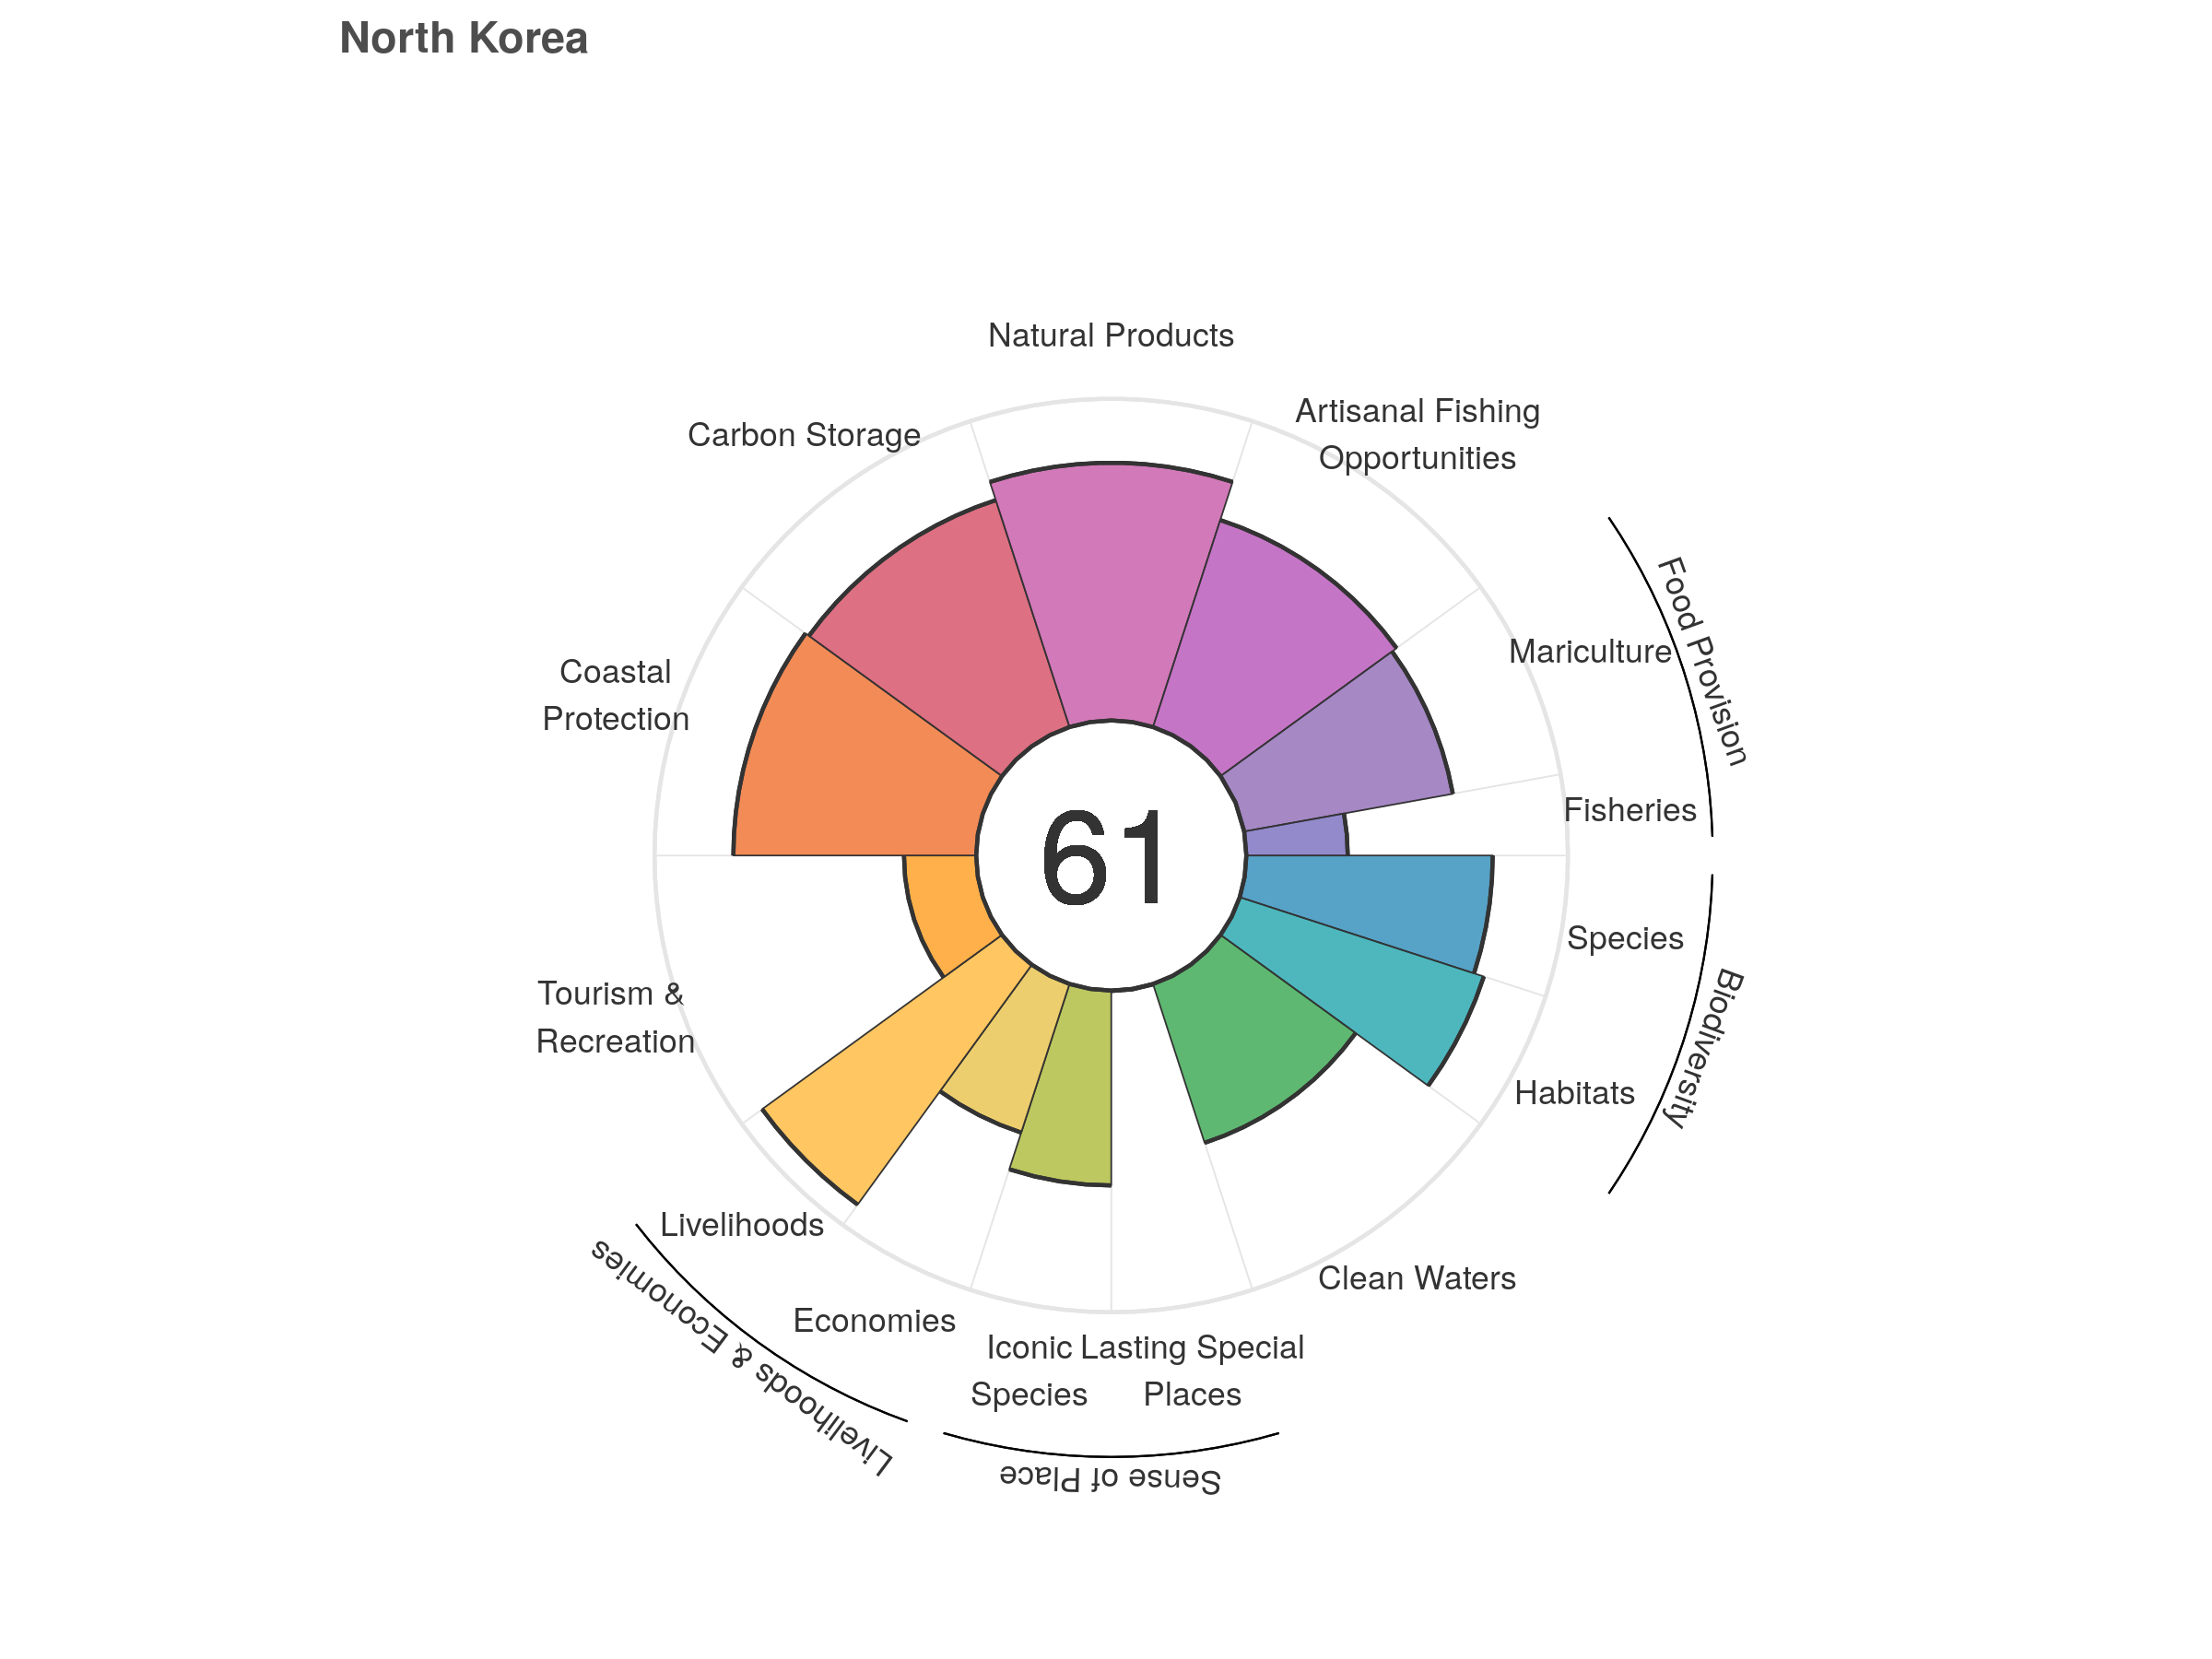 North Korea
Natural Products
Artisanal Fishing
Opportunities
Carbon Storage
Mariculture
Food Provision
Coastal
Protection
Fisheries
61
Species
Biodiversity
Tourism &
Recreation
Habitats
Livelihoods
Livelihoods & Economies
Clean Waters
Economies
Iconic
Species
Lasting Special
Places
Sense of Place